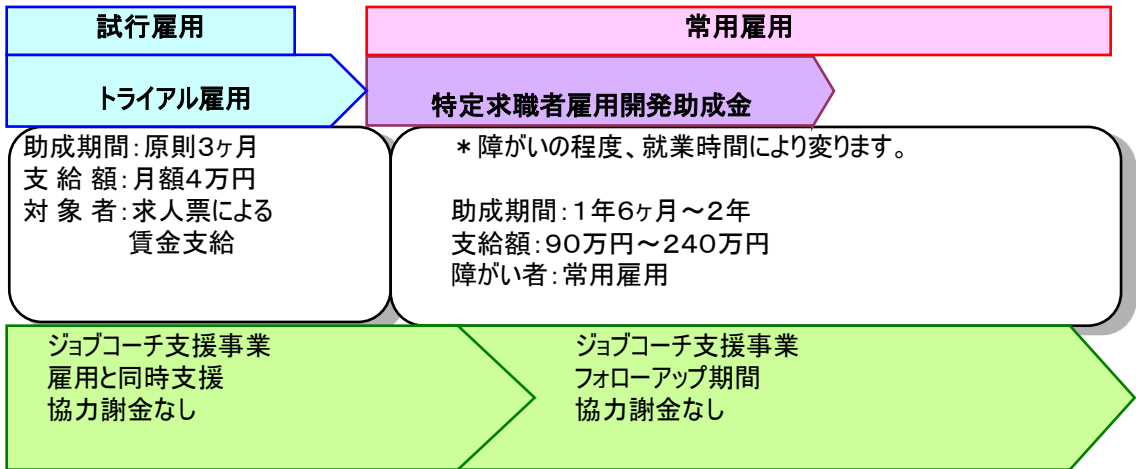 試行雇用
常用雇用
トライアル雇用
特定求職者雇用開発助成金
助成期間：原則３ヶ月
支 給 額：月額４万円
対 象 者：求人票による
賃金支給
＊障がいの程度、就業時間により変ります。
助成期間：１年６ヶ月～２年
支給額：９０万円～２４０万円
障がい者：常用雇用
ジョブコーチ支援事業
雇用と同時支援
協力謝金なし
ジョブコーチ支援事業
フォローアップ期間
協力謝金なし